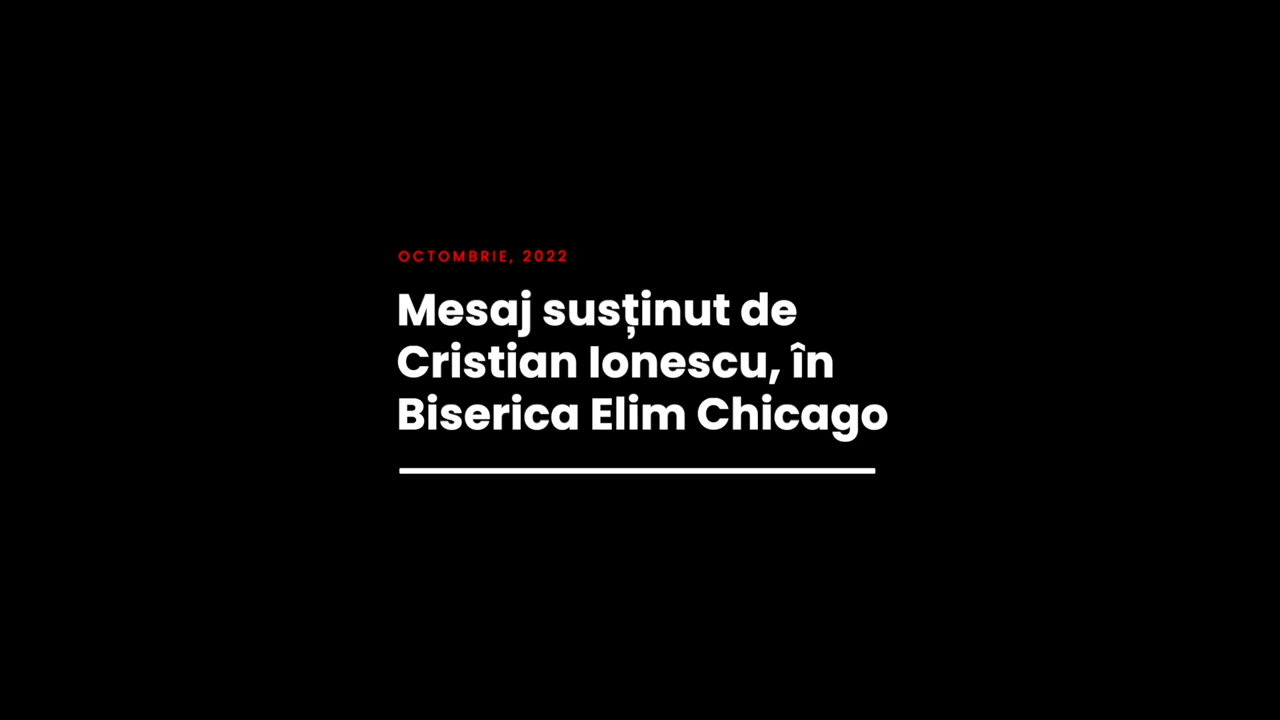 OCTOMBRIE, 2022
Mesaj susținut de
Cristian Ionescu, în
Biserica Elim Chicago